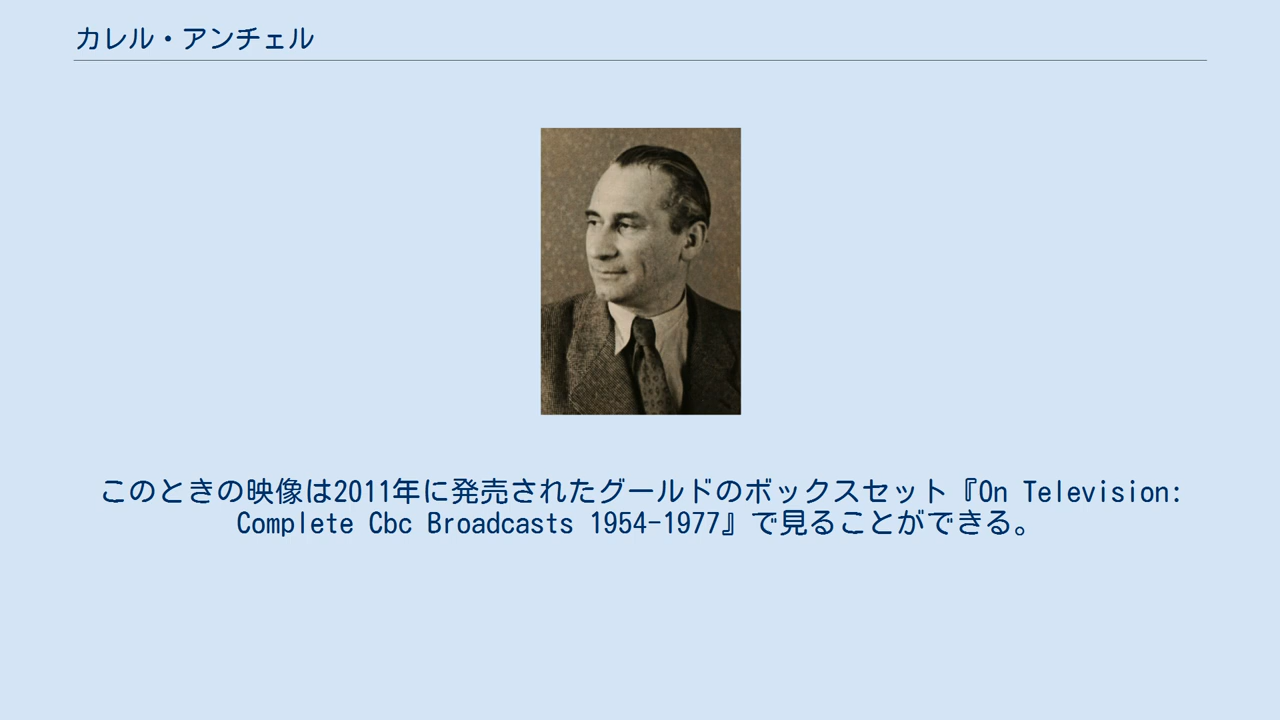 カレル・アンチェル
このときの映像は2011年に発売されたグールドのボックスセット『On Television:
Complete Cbc Broadcasts 1954-1977』で見ることができる。